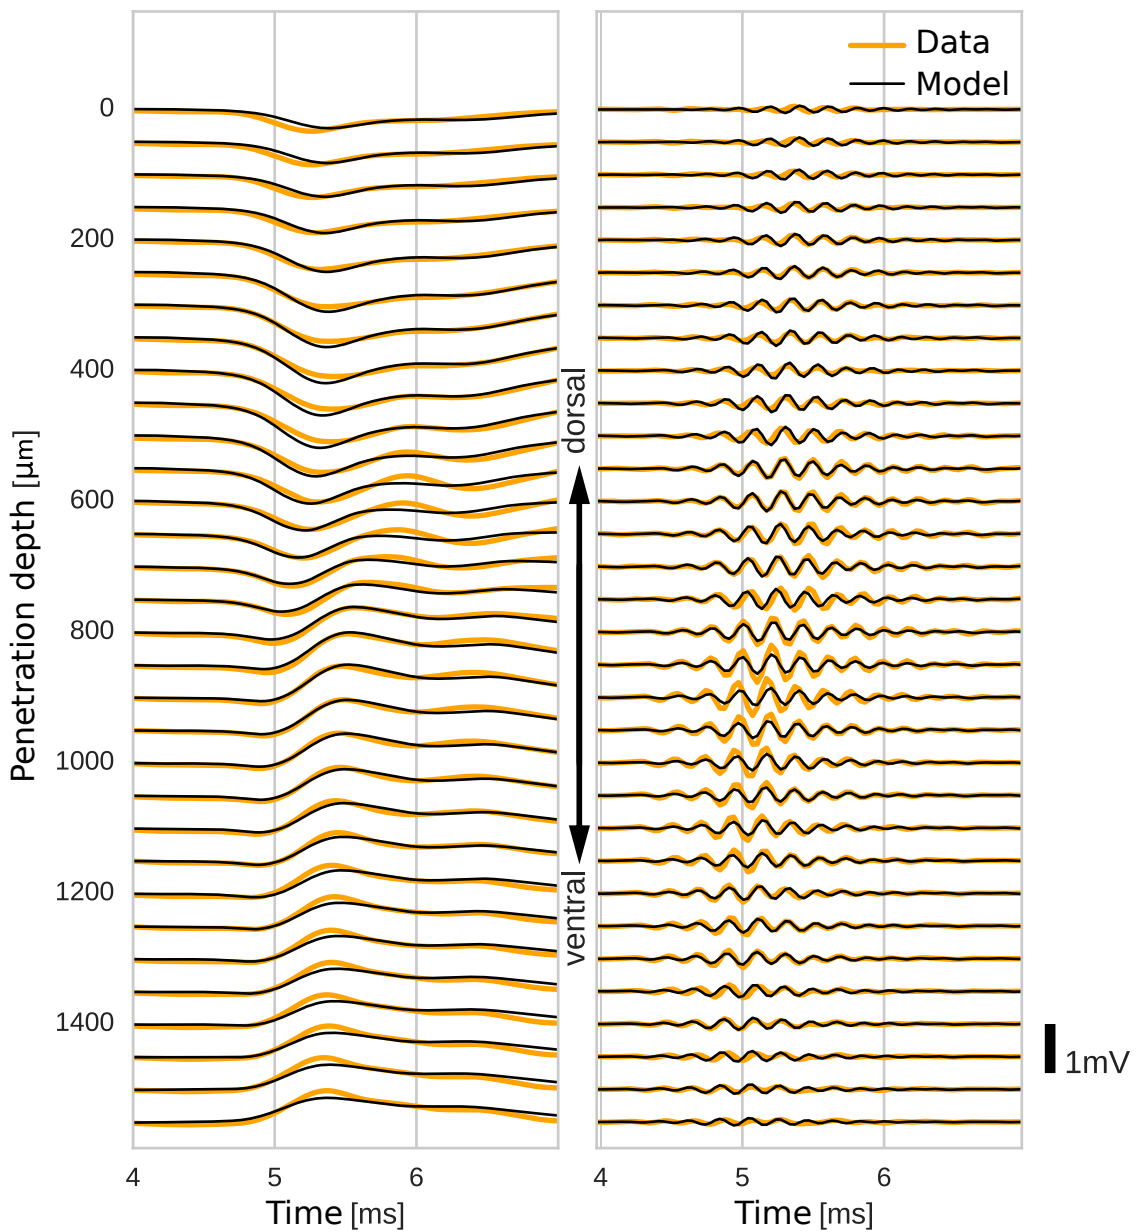 Data
Model
0
200
400
600
800
1000
1200
1400
Penetration depth [µm]
dorsal
ventral
1mV
4 5 6
4 5 6
Time [ms]
Time [ms]